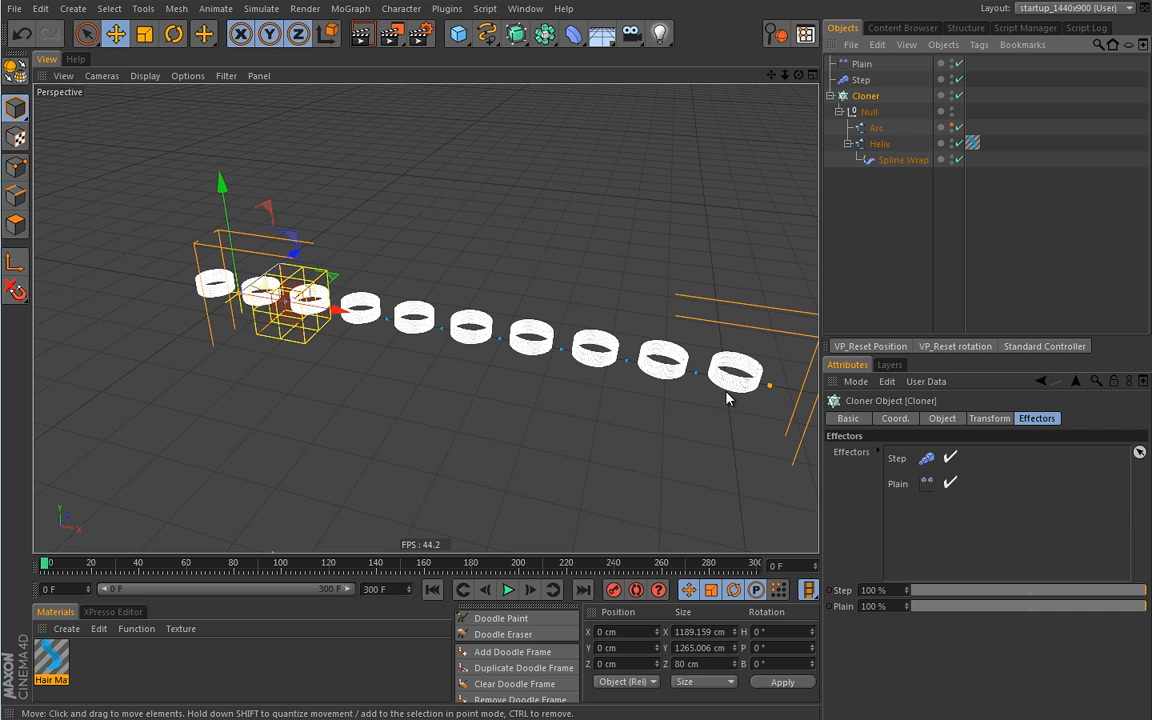 File Edit Create Select Tools Mesh Animate Simulate Render MoGraph Character Plugins Script Window Help Layout: startup_1440x900 (User)
X Y Z
View Help
View Cameras Display Options Filter Panel
Perspective
Y
X
FPS : 44.2
0 20 40 60 80 100 120 140 160 180 200 220 240 260 280 30 0 F
0 F 0 F 300 F 300 F P
Materials XPresso Editor
Create Edit Function Texture
Hair Ma
MAXON
CINEMA 4D
Doodle Paint
Doodle Eraser
Add Doodle Frame
Duplicate Doodle Frame
Clear Doodle Frame
Remove Doodle Frame
Position Size Rotation
X 0 cm X 1189.159 cm H 0 °
Y 0 cm Y 1265.006 cm P 0 °
Z 0 cm Z 80 cm B 0 °
Object (Rel) Size Apply
Move: Click and drag to move elements. Hold down SHIFT to quantize movement / add to the selection in point mode, CTRL to remove.
Objects Content Browser Structure Script Manager Script Log
File Edit View Objects Tags Bookmarks
Plain
Step
Cloner
Null
Arc
Helix
Spline Wrap
VP_Reset Position VP_Reset rotation Standard Controller
Attributes Layers
Mode Edit User Data
Cloner Object [Cloner]
Basic Coord. Object Transform Effectors
Effectors
Effectors
Step
Plain
Step 100 %
Plain 100 %